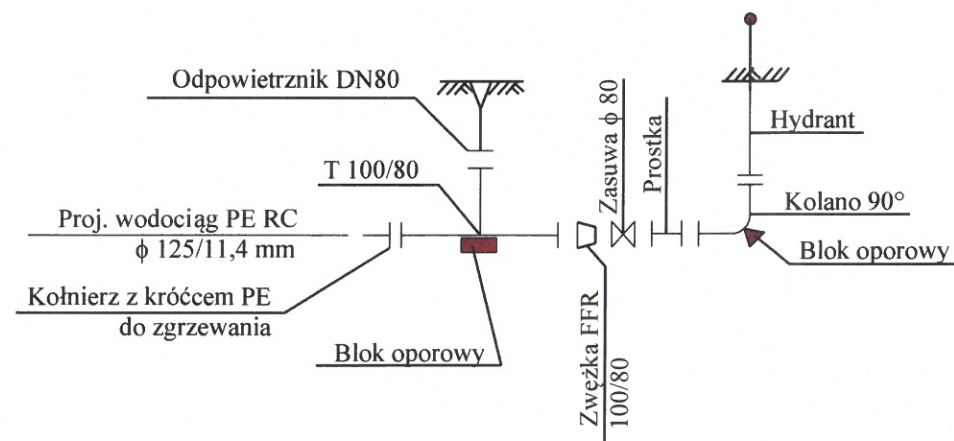 Odpowietrznik DN80
T 100/80
Proj. wodociąg PE RC
ϕ 125/11,4 mm
Kołnierz z króćcem PE
do zgrzewania
Blok oporowy
Zwężka FFR
100/80
Zasuwa ϕ 80
Prostka
Hydrant
Kolano 90°
Blok oporowy